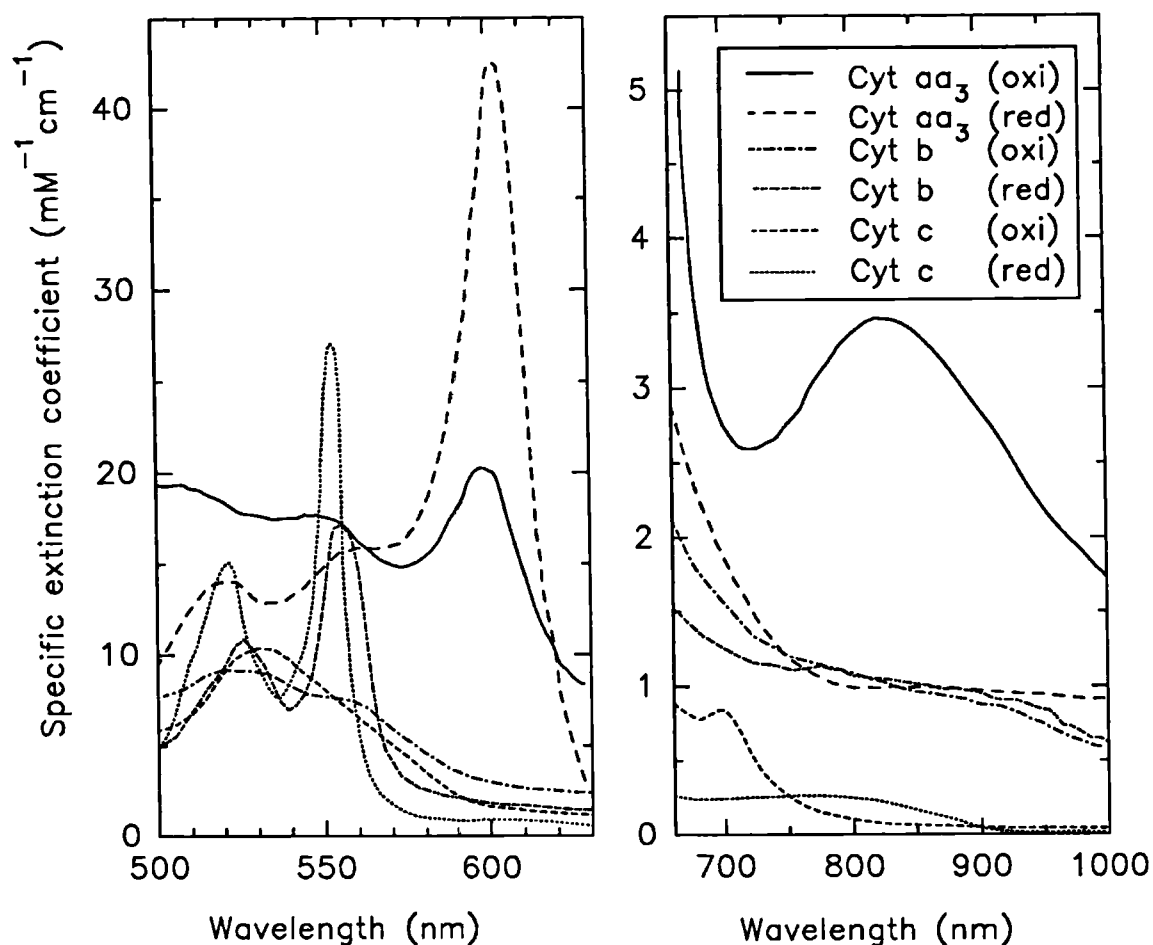 Specific extinction coefficient (mM⁻¹cm⁻¹)
40
30
20
10
0
500
550
600
Wavelength (nm)
5
4
3
2
1
0
700
800
900
1000
Wavelength (nm)
Cyt aa₃ (oxi)
Cyt aa₃ (red)
Cyt b (oxi)
Cyt b (red)
Cyt c (oxi)
Cyt c (red)